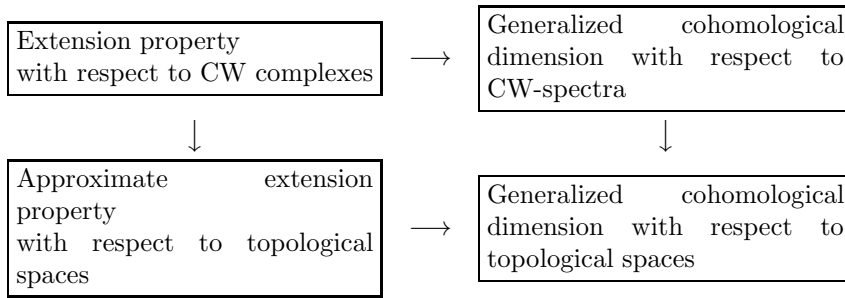 Extension property
with respect to CW complexes
⟶
Generalized cohomological
dimension with respect to
CW-spectra
↓ ↓
Approximate extension
property
with respect to topological
spaces
⟶
Generalized cohomological
dimension with respect to
topological spaces